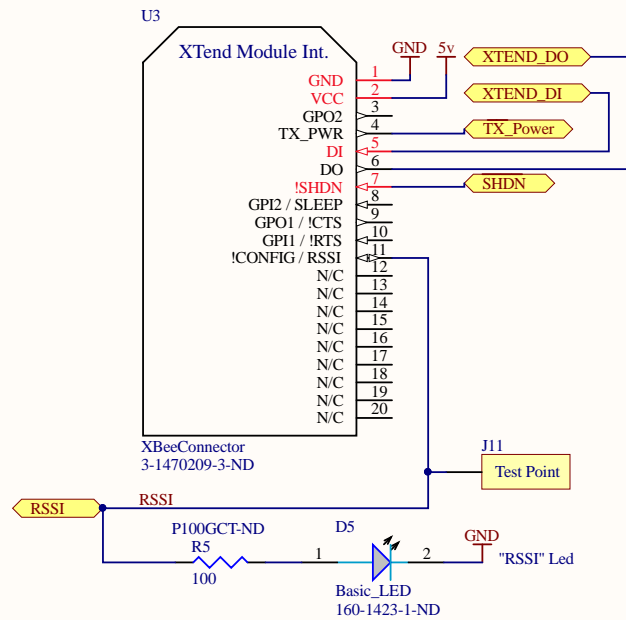 U3
XTend Module Int.
GND
5v
XTEND_DO
XTEND_DI
TX_Power
SHDN
GND 1
VCC 2
GPO2 3
TX_PWR 4
DI 5
DO 6
!SHDN 7
GPI2 / SLEEP 8
GPO1 / !CTS 9
GPI1 / !RTS 10
!CONFIG / RSSI 11
N/C 12
N/C 13
N/C 14
N/C 15
N/C 16
N/C 17
N/C 18
N/C 19
N/C 20
XBeeConnector
3-1470209-3-ND
J11
Test Point
RSSI
RSSI
P100GCT-ND
R5
100
D5
1
2
Basic_LED
160-1423-1-ND
GND
"RSSI" Led